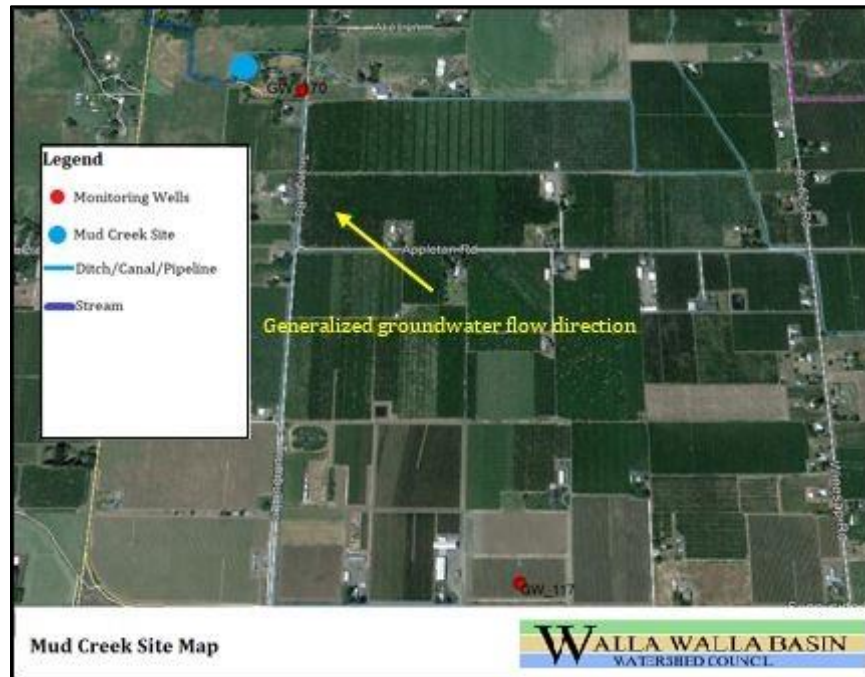 GW_170
Legend
Monitoring Wells
Mud Creek Site
Ditch/Canal/Pipeline
Stream
Appleton Rd
Generalized groundwater flow direction
GW_117
Mud Creek Site Map
WALLA WALLA BASIN
WATERSHED COUNCIL